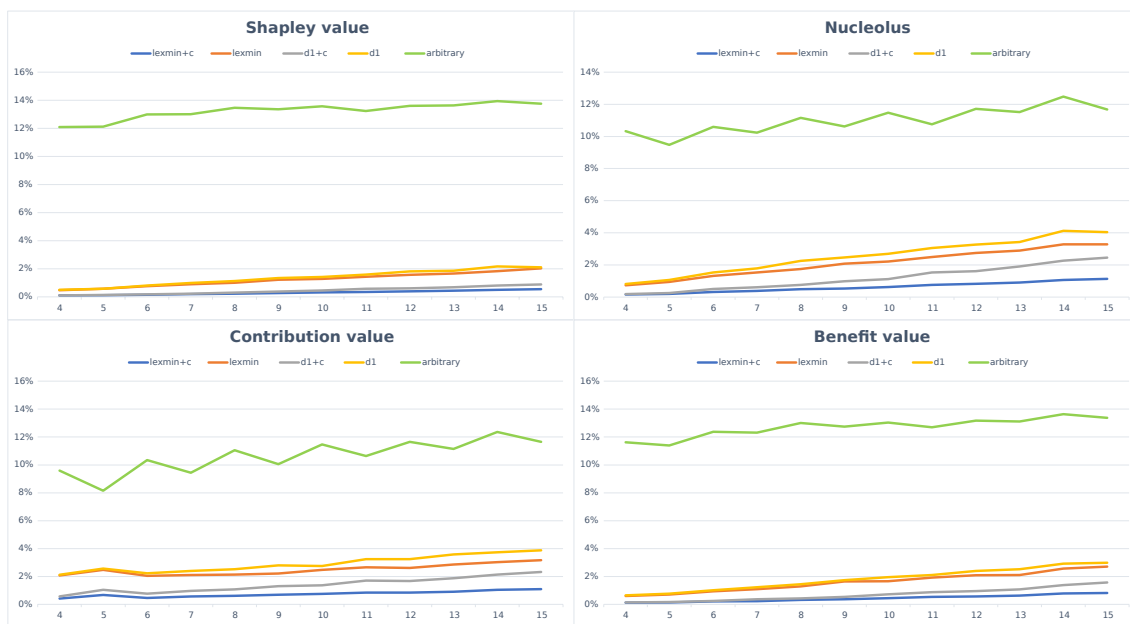 Shapley value
lexmin+c lexmin d1+c d1 arbitrary
16%
14%
12%
10%
8%
6%
4%
2%
0%
4 5 6 7 8 9 10 11 12 13 14 15
Nucleolus
lexmin+c lexmin d1+c d1 arbitrary
14%
12%
10%
8%
6%
4%
2%
0%
4 5 6 7 8 9 10 11 12 13 14 15
Contribution value
lexmin+c lexmin d1+c d1 arbitrary
16%
14%
12%
10%
8%
6%
4%
2%
0%
4 5 6 7 8 9 10 11 12 13 14 15
Benefit value
lexmin+c lexmin d1+c d1 arbitrary
16%
14%
12%
10%
8%
6%
4%
2%
0%
4 5 6 7 8 9 10 11 12 13 14 15